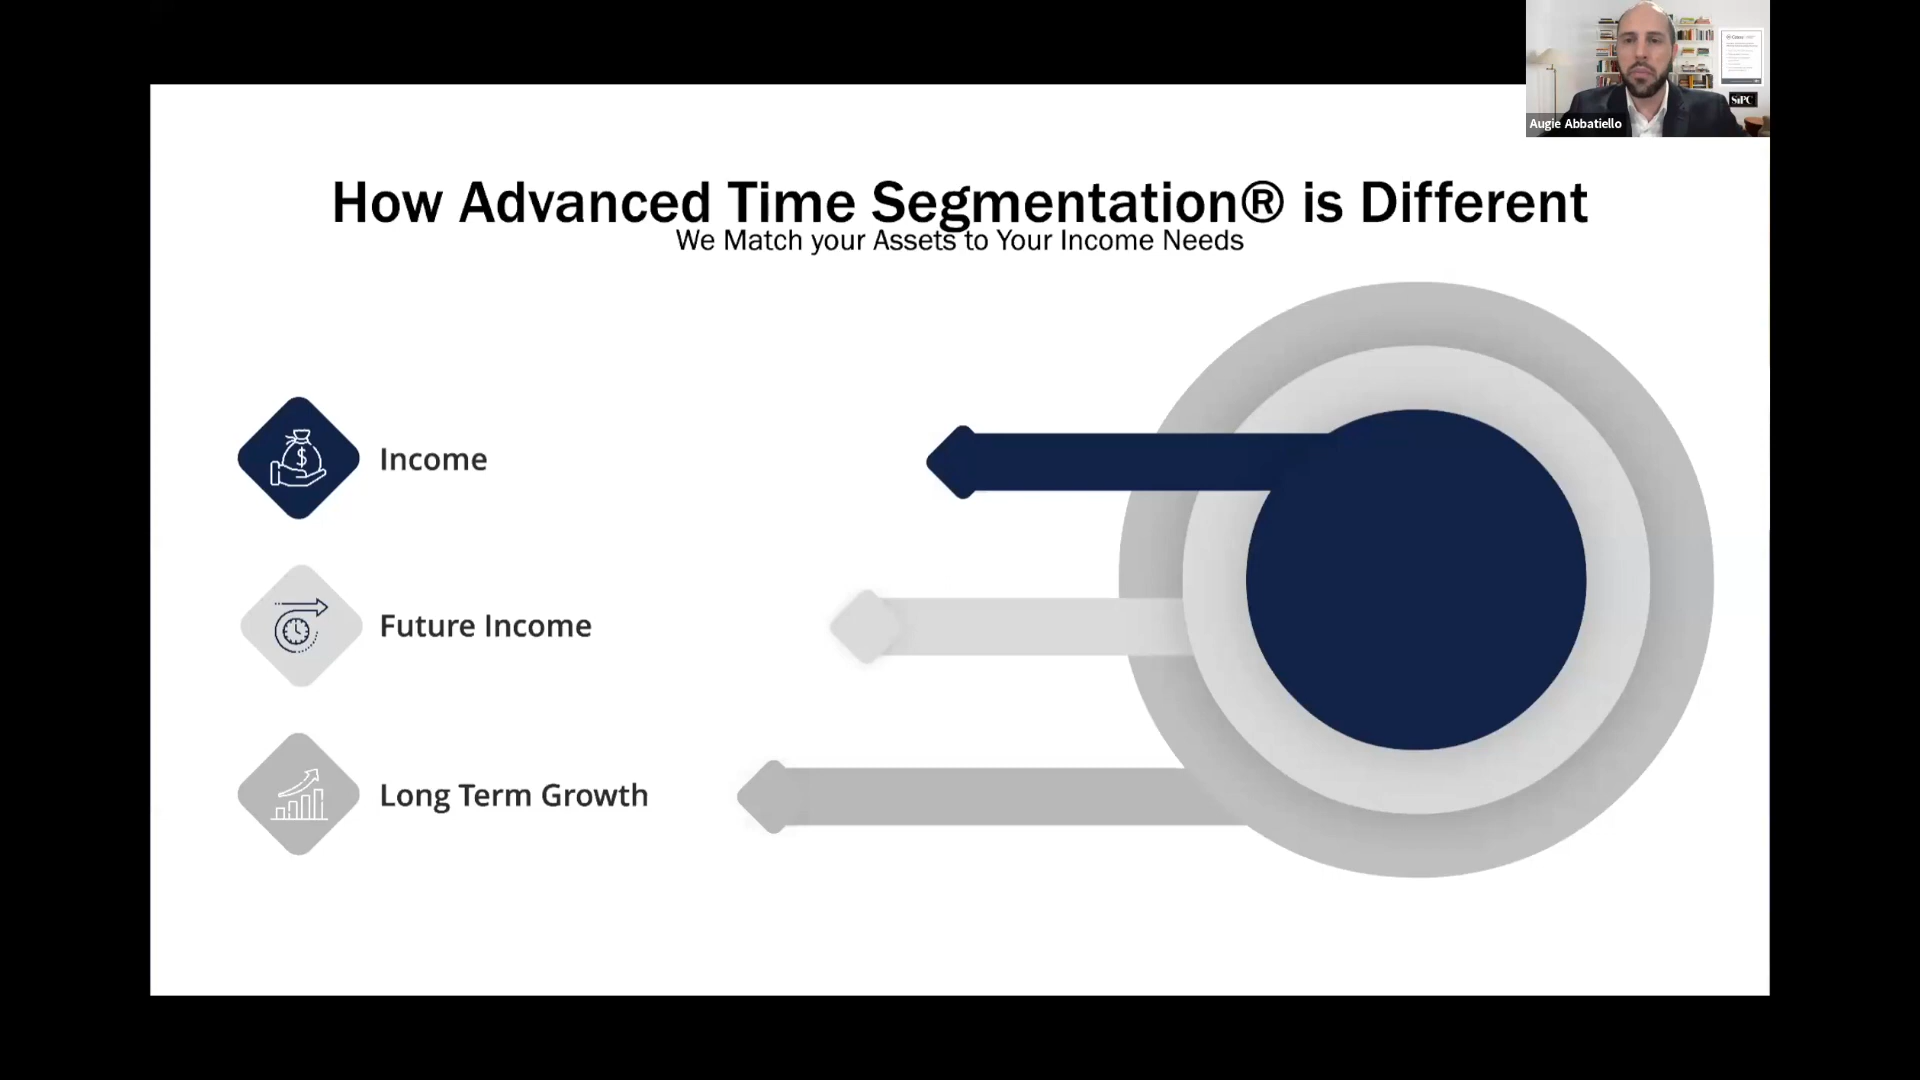 How Advanced Time Segmentation® is Different
We Match your Assets to Your Income Needs
Income
Future Income
Long Term Growth
$
SiPC
Augie Abbatiello